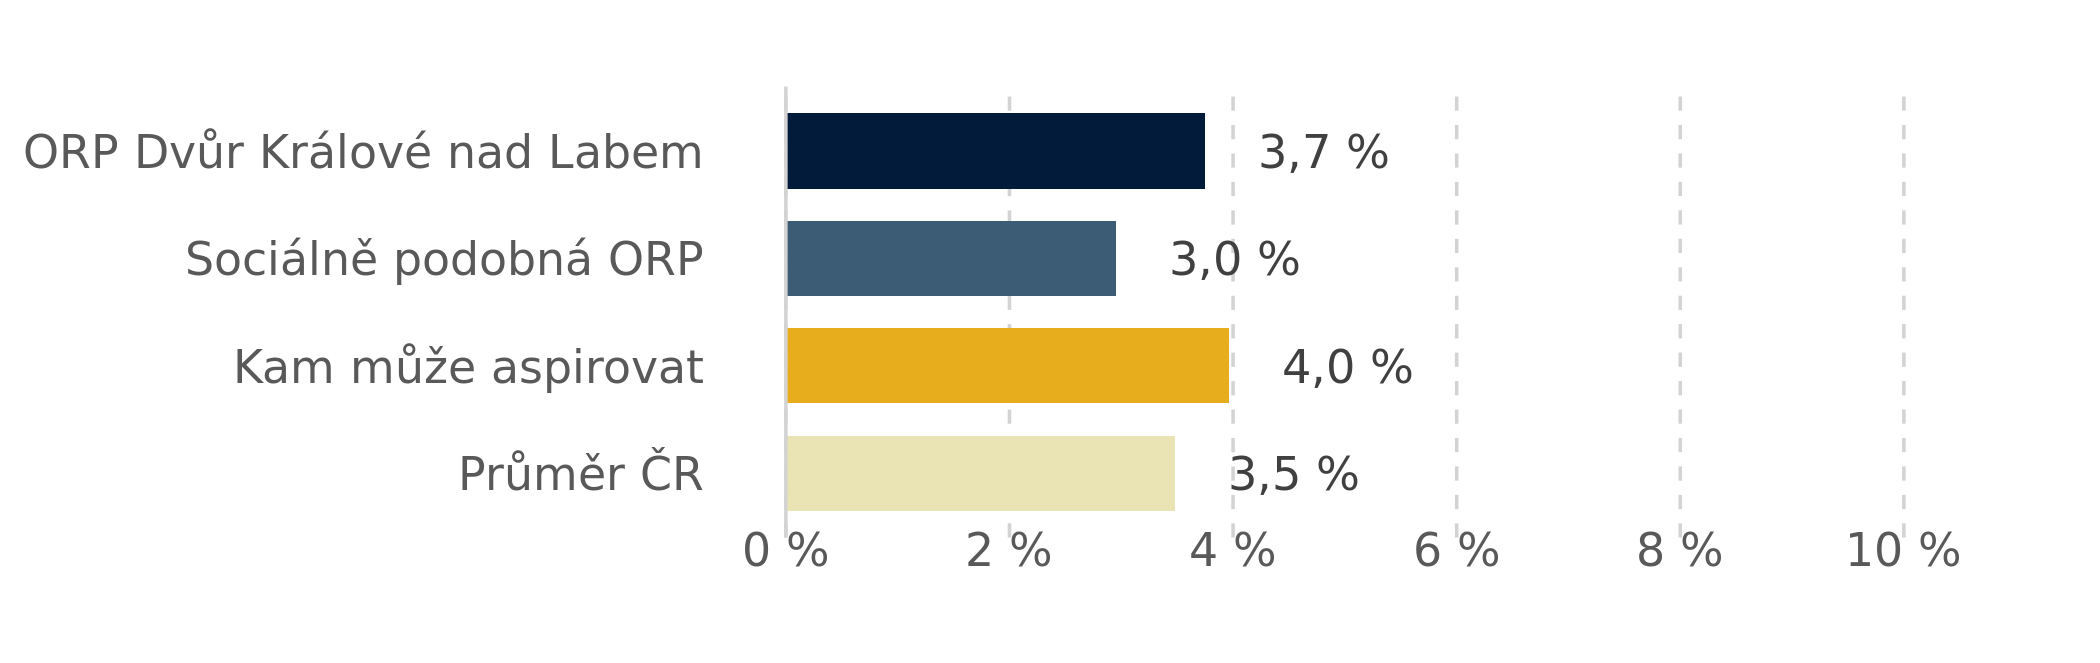 ORP Dvůr Králové nad Labem 3,7 %
Sociálně podobná ORP 3,0 %
Kam může aspirovat 4,0 %
Průměr ČR 3,5 %
0 % 2 % 4 % 6 % 8 % 10 %